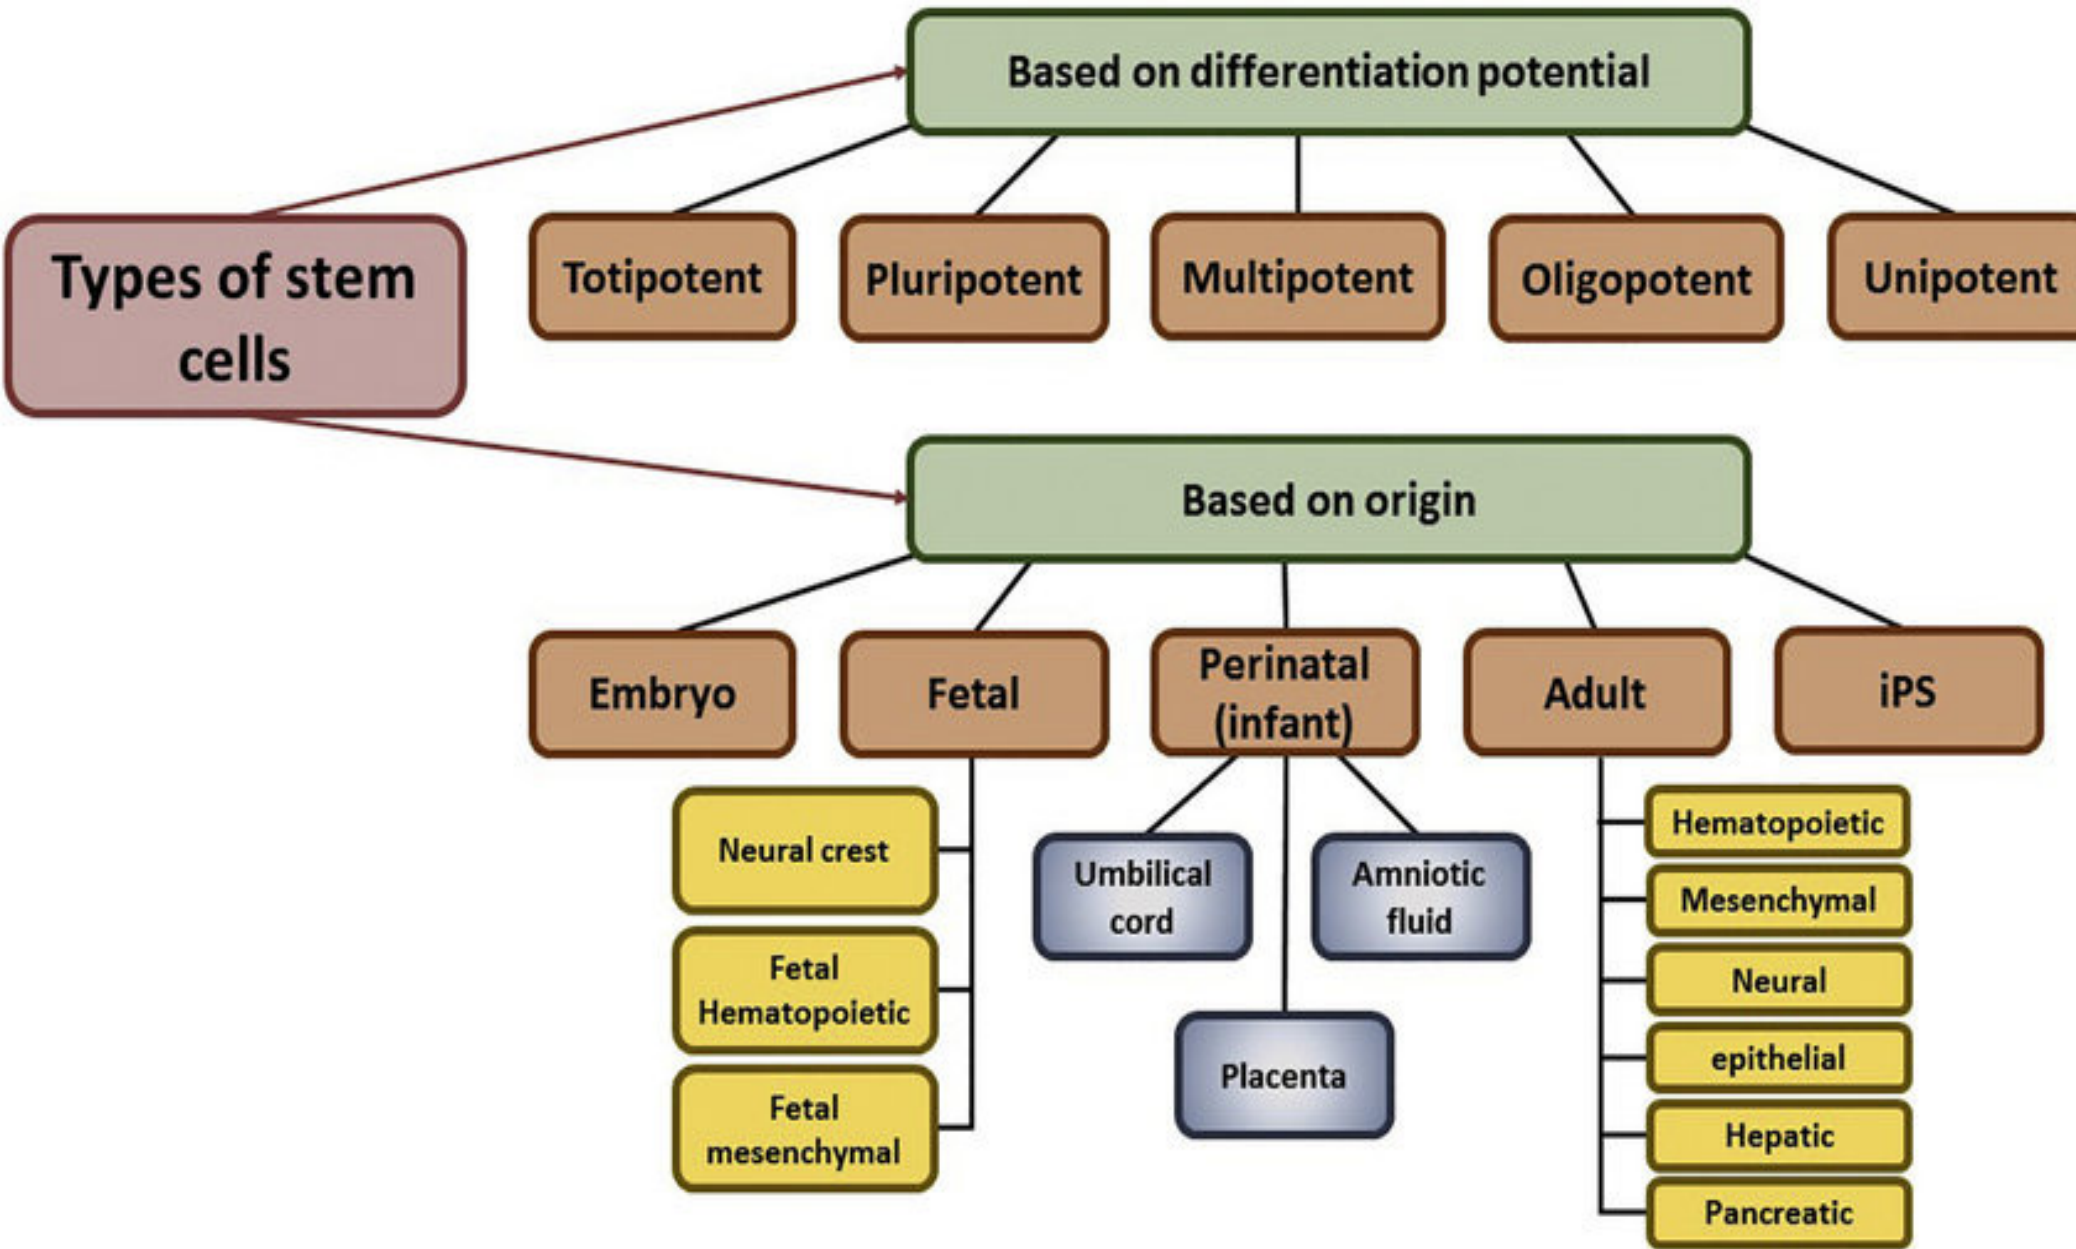 Based on differentiation potential
Types of stem
cells
Totipotent
Pluripotent
Multipotent
Oligopotent
Unipotent
Based on origin
Embryo
Fetal
Perinatal
(infant)
Adult
iPS
Neural crest
Fetal
Hematopoietic
Fetal
mesenchymal
Umbilical
cord
Amniotic
fluid
Placenta
Hematopoietic
Mesenchymal
Neural
epithelial
Hepatic
Pancreatic